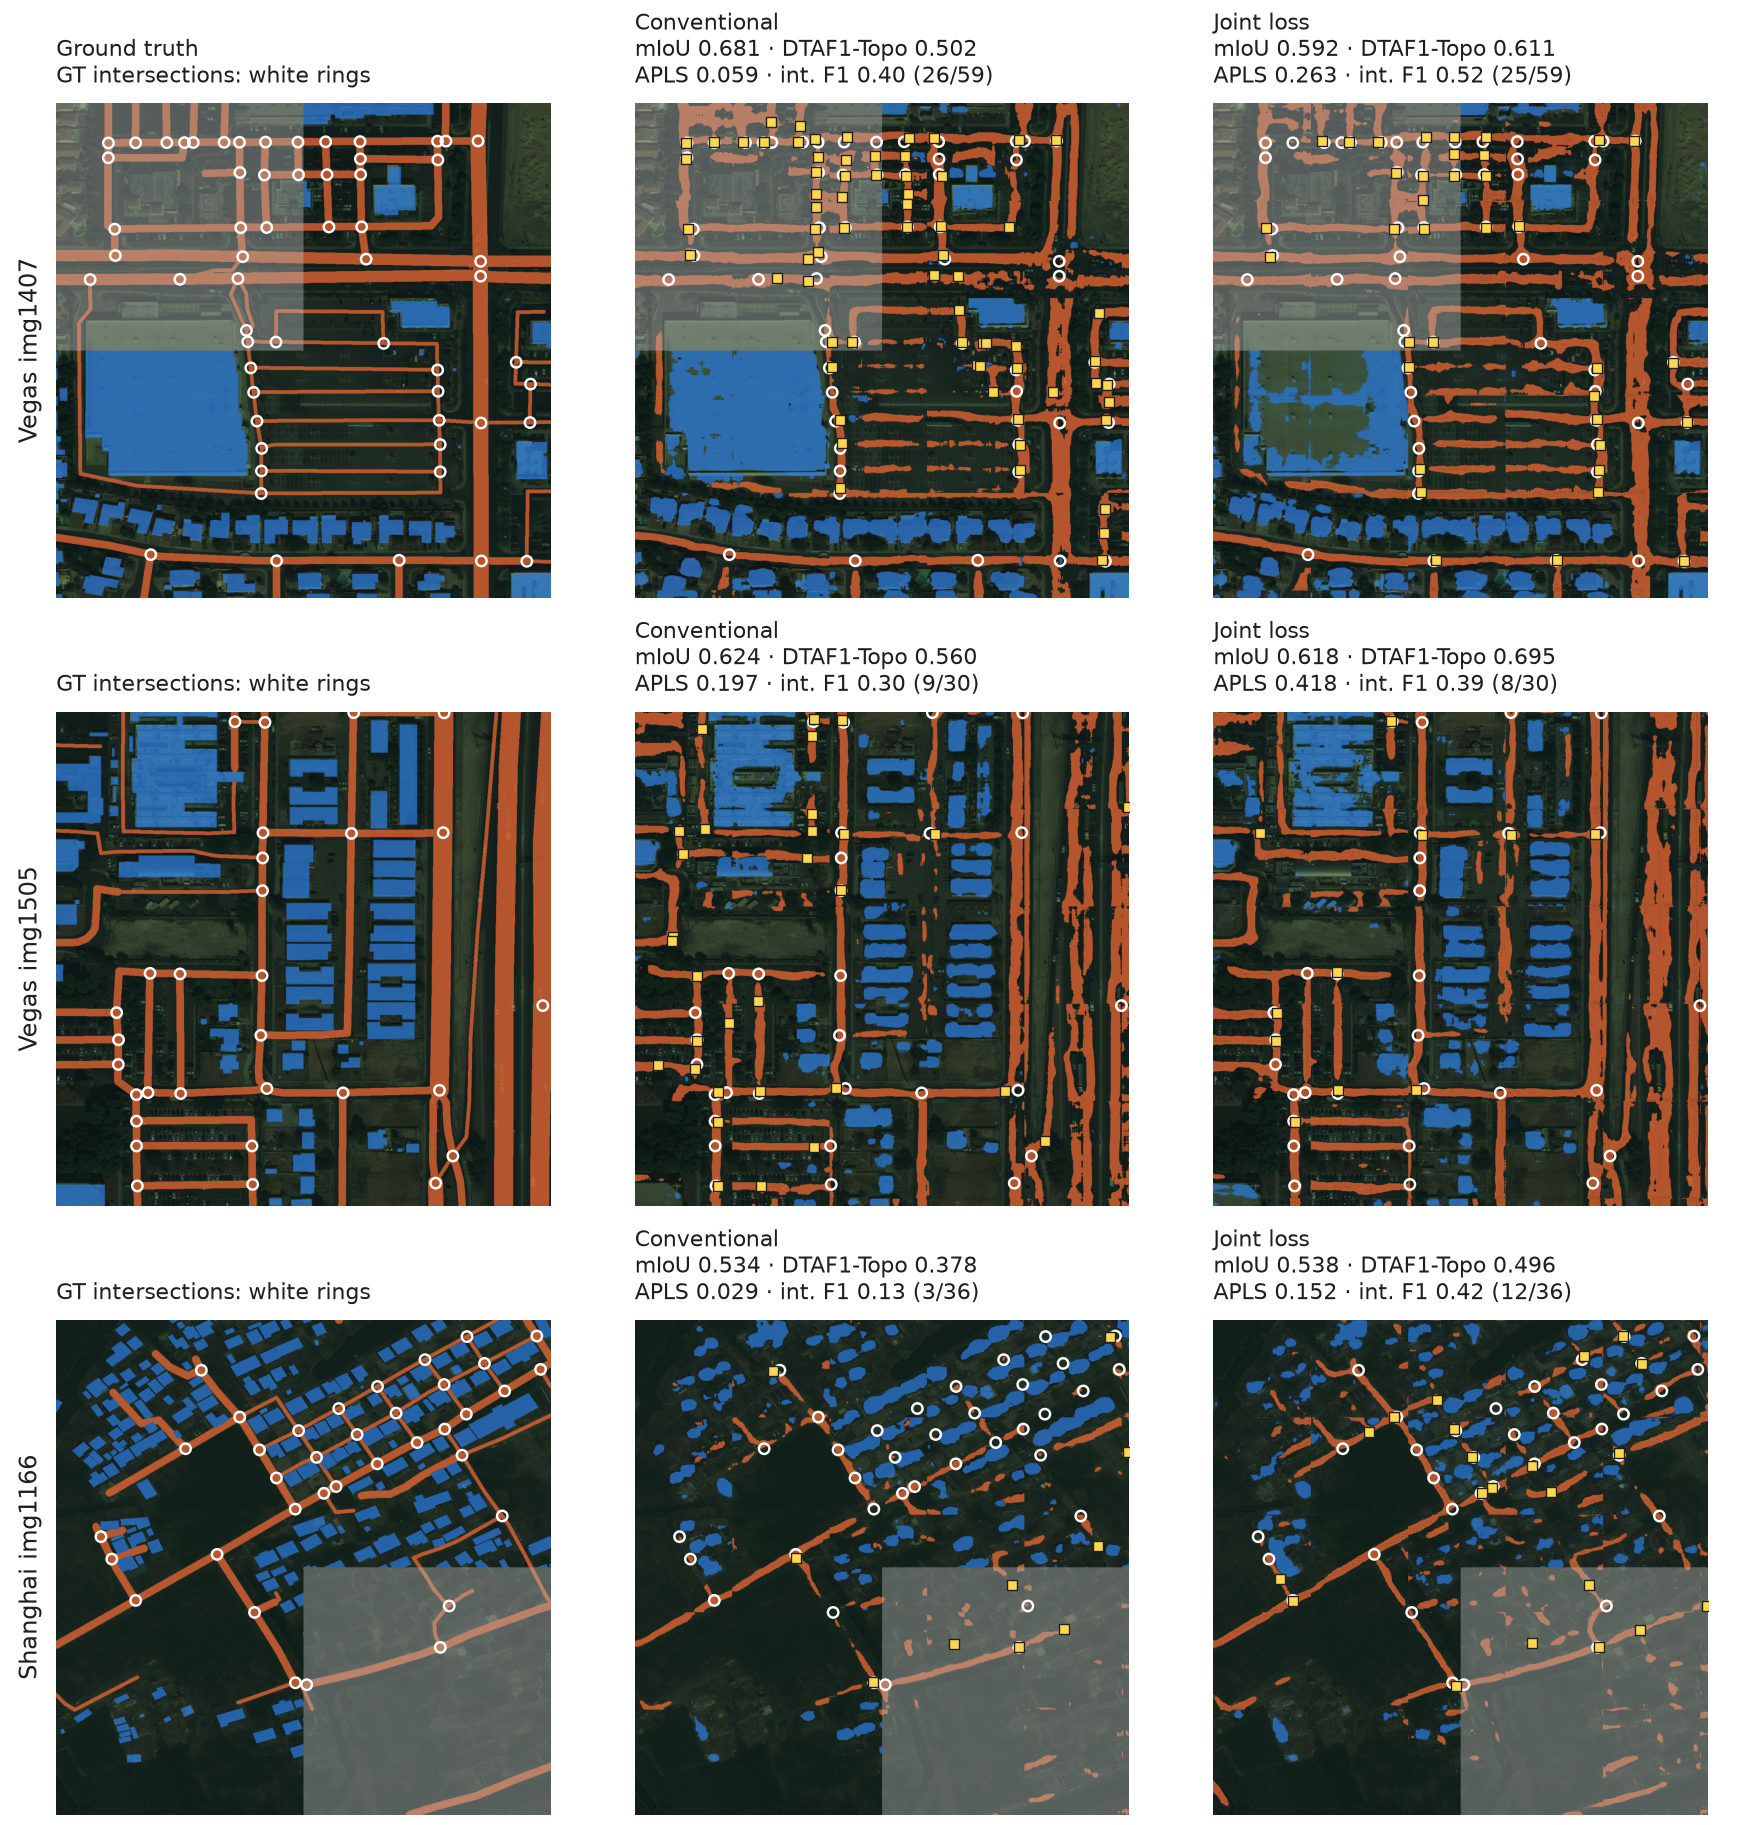 Ground truth
GT intersections: white rings
Conventional
mIoU 0.681 · DTAF1-Topo 0.502
APLS 0.059 · int. F1 0.40 (26/59)
Joint loss
mIoU 0.592 · DTAF1-Topo 0.611
APLS 0.263 · int. F1 0.52 (25/59)
Vegas img1407
GT intersections: white rings
Conventional
mIoU 0.624 · DTAF1-Topo 0.560
APLS 0.197 · int. F1 0.30 (9/30)
Joint loss
mIoU 0.618 · DTAF1-Topo 0.695
APLS 0.418 · int. F1 0.39 (8/30)
Vegas img1505
GT intersections: white rings
Conventional
mIoU 0.534 · DTAF1-Topo 0.378
APLS 0.029 · int. F1 0.13 (3/36)
Joint loss
mIoU 0.538 · DTAF1-Topo 0.496
APLS 0.152 · int. F1 0.42 (12/36)
Shanghai img1166